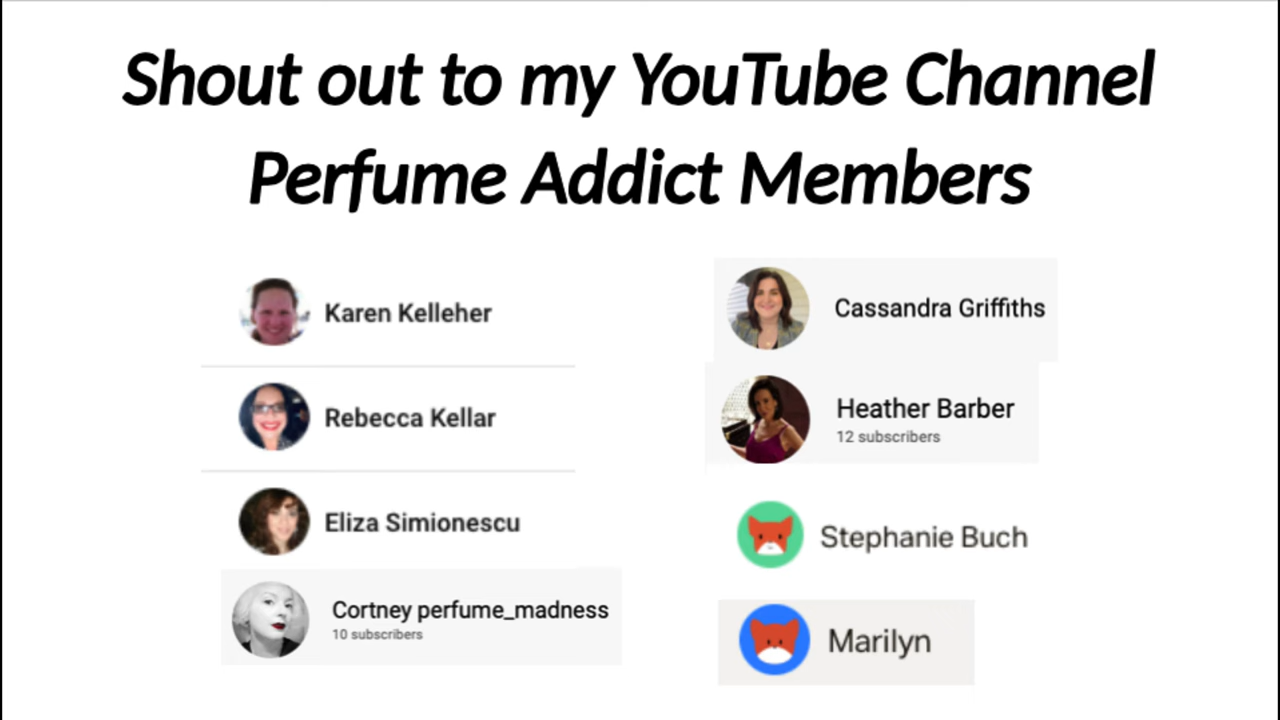 Shout out to my YouTube Channel
Perfume Addict Members
Karen Kelleher
Rebecca Kellar
Eliza Simionescu
Cortney perfume_madness
10 subscribers
Cassandra Griffiths
Heather Barber
12 subscribers
Stephanie Buch
Marilyn